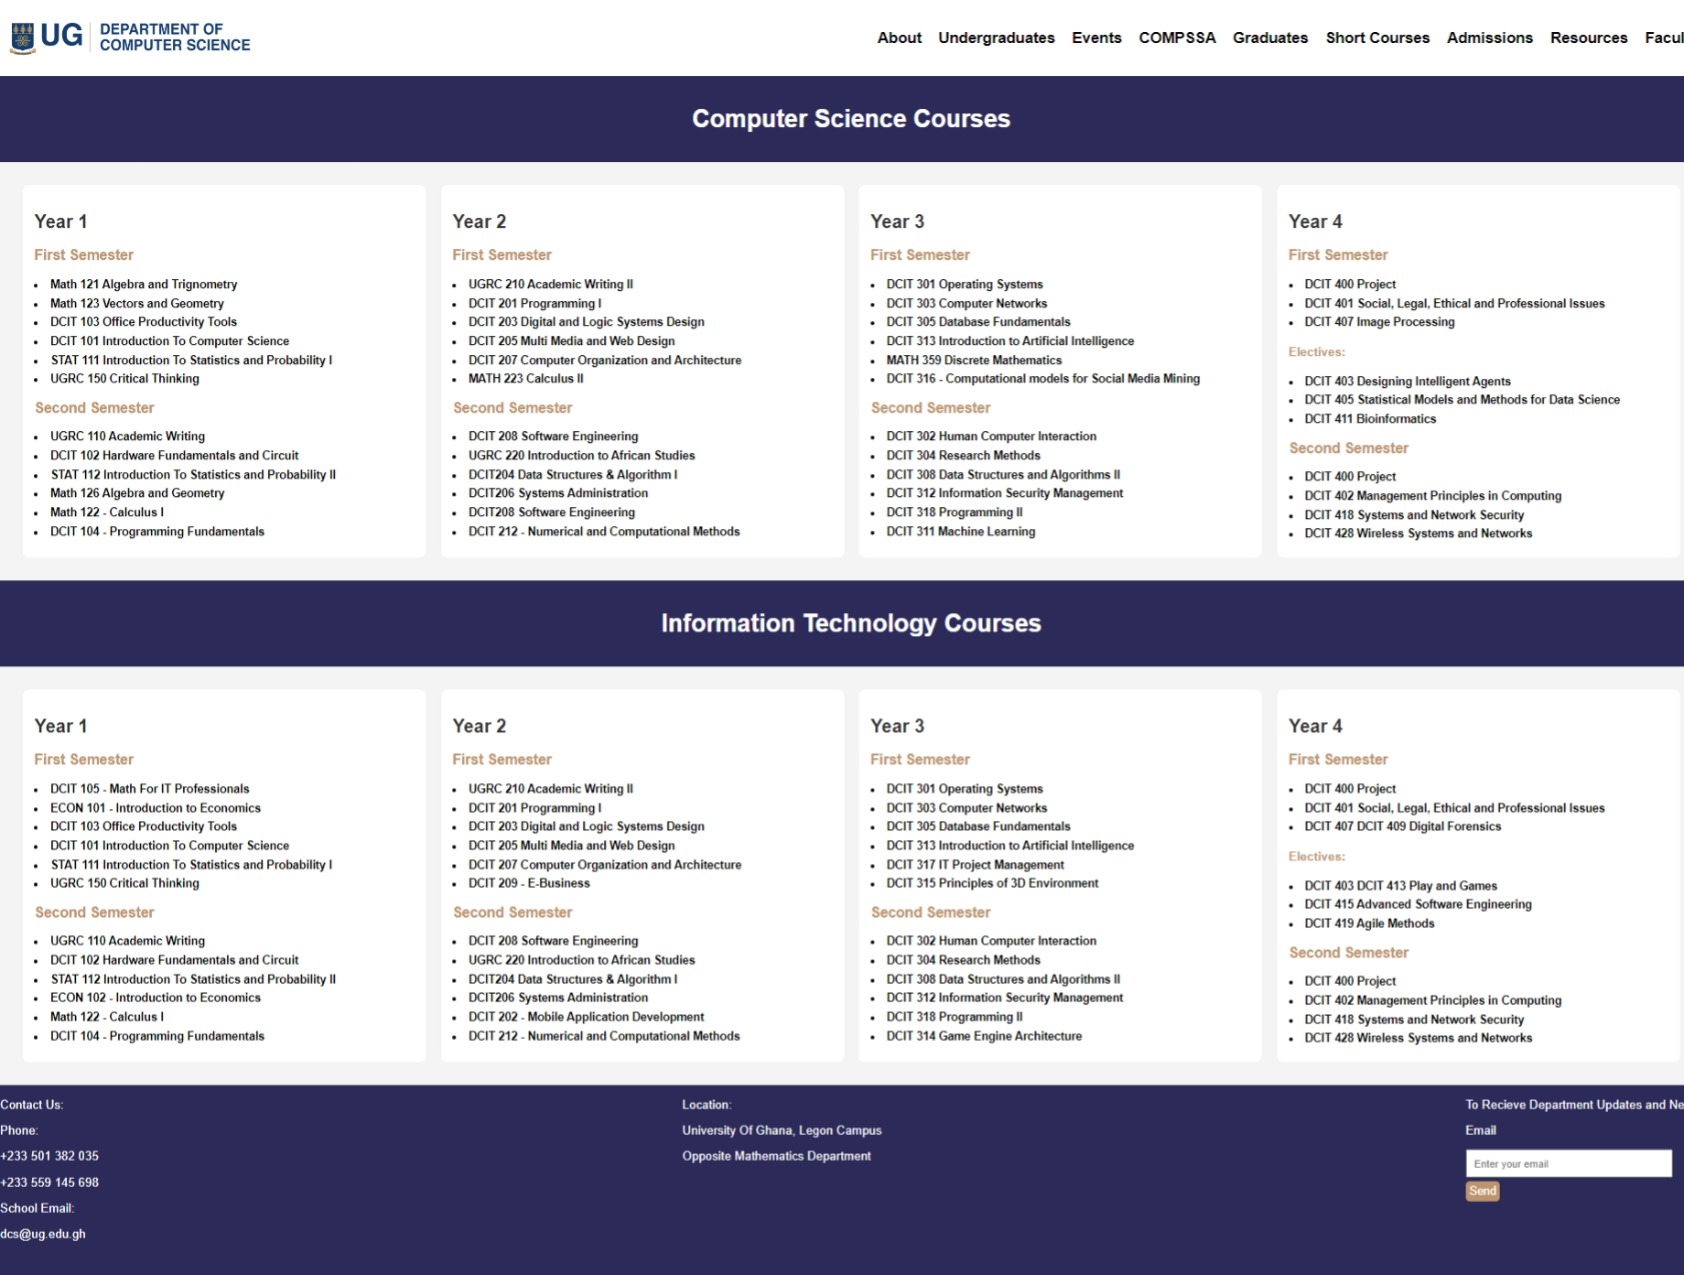 UG DEPARTMENT OF
COMPUTER SCIENCE
About Undergraduates Events COMPSSA Graduates Short Courses Admissions Resources Facul
Computer Science Courses
Year 1
First Semester
Math 121 Algebra and Trignometry
Math 123 Vectors and Geometry
DCIT 103 Office Productivity Tools
DCIT 101 Introduction To Computer Science
STAT 111 Introduction To Statistics and Probability I
UGRC 150 Critical Thinking
Second Semester
UGRC 110 Academic Writing
DCIT 102 Hardware Fundamentals and Circuit
STAT 112 Introduction To Statistics and Probability II
Math 126 Algebra and Geometry
Math 122 - Calculus I
DCIT 104 - Programming Fundamentals
Year 2
First Semester
UGRC 210 Academic Writing II
DCIT 201 Programming I
DCIT 203 Digital and Logic Systems Design
DCIT 205 Multi Media and Web Design
DCIT 207 Computer Organization and Architecture
MATH 223 Calculus II
Second Semester
DCIT 208 Software Engineering
UGRC 220 Introduction to African Studies
DCIT204 Data Structures & Algorithm I
DCIT206 Systems Administration
DCIT208 Software Engineering
DCIT 212 - Numerical and Computational Methods
Year 3
First Semester
DCIT 301 Operating Systems
DCIT 303 Computer Networks
DCIT 305 Database Fundamentals
DCIT 313 Introduction to Artificial Intelligence
MATH 359 Discrete Mathematics
DCIT 316 - Computational models for Social Media Mining
Second Semester
DCIT 302 Human Computer Interaction
DCIT 304 Research Methods
DCIT 308 Data Structures and Algorithms II
DCIT 312 Information Security Management
DCIT 318 Programming II
DCIT 311 Machine Learning
Year 4
First Semester
DCIT 400 Project
DCIT 401 Social, Legal, Ethical and Professional Issues
DCIT 407 Image Processing
Electives:
DCIT 403 Designing Intelligent Agents
DCIT 405 Statistical Models and Methods for Data Science
DCIT 411 Bioinformatics
Second Semester
DCIT 400 Project
DCIT 402 Management Principles in Computing
DCIT 418 Systems and Network Security
DCIT 428 Wireless Systems and Networks
Information Technology Courses
Year 1
First Semester
DCIT 105 - Math For IT Professionals
ECON 101 - Introduction to Economics
DCIT 103 Office Productivity Tools
DCIT 101 Introduction To Computer Science
STAT 111 Introduction To Statistics and Probability I
UGRC 150 Critical Thinking
Second Semester
UGRC 110 Academic Writing
DCIT 102 Hardware Fundamentals and Circuit
STAT 112 Introduction To Statistics and Probability II
ECON 102 - Introduction to Economics
Math 122 - Calculus I
DCIT 104 - Programming Fundamentals
Year 2
First Semester
UGRC 210 Academic Writing II
DCIT 201 Programming I
DCIT 203 Digital and Logic Systems Design
DCIT 205 Multi Media and Web Design
DCIT 207 Computer Organization and Architecture
DCIT 209 - E-Business
Second Semester
DCIT 208 Software Engineering
UGRC 220 Introduction to African Studies
DCIT204 Data Structures & Algorithm I
DCIT206 Systems Administration
DCIT 202 - Mobile Application Development
DCIT 212 - Numerical and Computational Methods
Year 3
First Semester
DCIT 301 Operating Systems
DCIT 303 Computer Networks
DCIT 305 Database Fundamentals
DCIT 313 Introduction to Artificial Intelligence
DCIT 317 IT Project Management
DCIT 315 Principles of 3D Environment
Second Semester
DCIT 302 Human Computer Interaction
DCIT 304 Research Methods
DCIT 308 Data Structures and Algorithms II
DCIT 312 Information Security Management
DCIT 318 Programming II
DCIT 314 Game Engine Architecture
Year 4
First Semester
DCIT 400 Project
DCIT 401 Social, Legal, Ethical and Professional Issues
DCIT 407 DCIT 409 Digital Forensics
Electives:
DCIT 403 DCIT 413 Play and Games
DCIT 415 Advanced Software Engineering
DCIT 419 Agile Methods
Second Semester
DCIT 400 Project
DCIT 402 Management Principles in Computing
DCIT 418 Systems and Network Security
DCIT 428 Wireless Systems and Networks
Contact Us:
Phone:
+233 501 382 035
+233 559 145 698
School Email:
dcs@ug.edu.gh
Location:
University Of Ghana, Legon Campus
Opposite Mathematics Department
To Recieve Department Updates and Ne
Email
Enter your email
Send